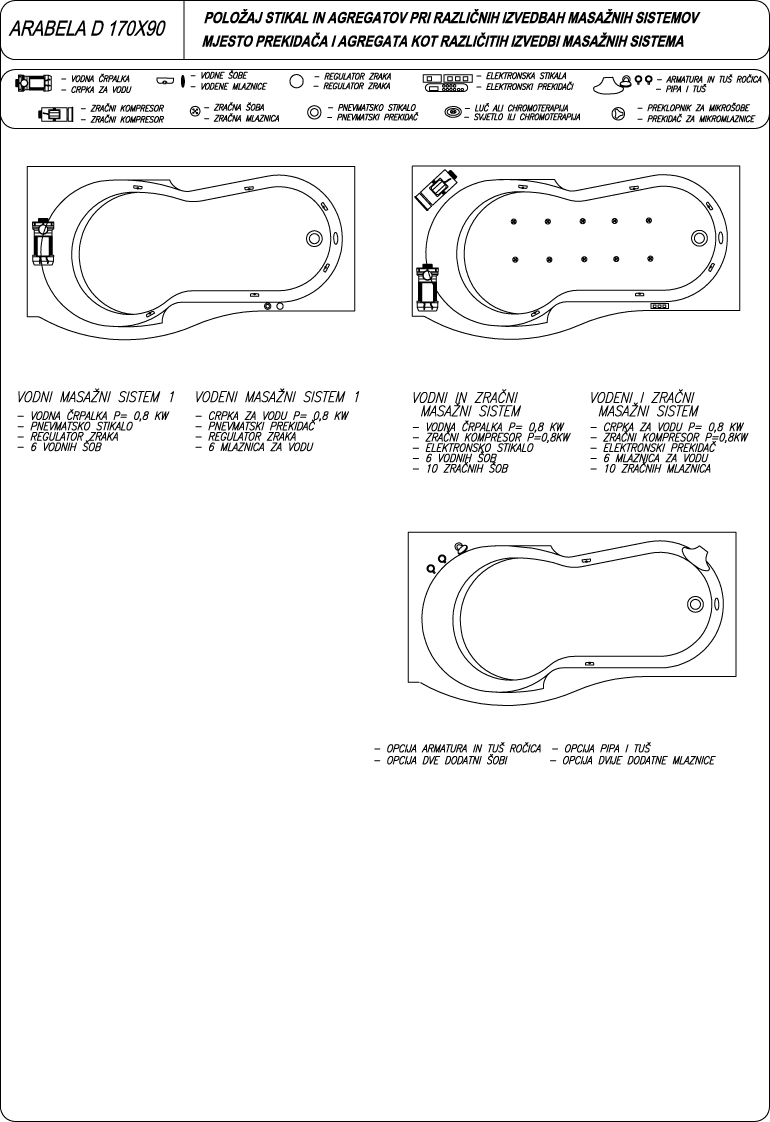 ARABELA D 170X90
POLOŽAJ STIKAL IN AGREGATOV PRI RAZLIČNIH IZVEDBAH MASAŽNIH SISTEMOV
MJESTO PREKIDAČA I AGREGATA KOT RAZLIČITIH IZVEDBI MASAŽNIH SISTEMA
- VODNA ČRPALKA
- CRPKA ZA VODU
- VODNE ŠOBE
- VODENE MLAZNICE
- REGULATOR ZRAKA
- REGULATOR ZRAKA
- ELEKTRONSKA STIKALA
- ELEKTRONSKI PREKIDAČI
- ARMATURA IN TUŠ ROČICA
- PIPA I TUŠ
- ZRAČNI KOMPRESOR
- ZRAČNI KOMPRESOR
- ZRAČNA ŠOBA
- ZRAČNA MLAZNICA
- PNEVMATSKO STIKALO
- PNEVMATSKI PREKIDAČ
- LUČ ALI CHROMOTERAPIJA
- SVJETLO ILI CHROMOTERAPIJA
- PREKLOPNIK ZA MIKROŠOBE
- PREKIDAČ ZA MIKROMLAZNICE
VODNI MASAŽNI SISTEM 1
- VODNA ČRPALKA P= 0,8 KW
- PNEVMATSKO STIKALO
- REGULATOR ZRAKA
- 6 VODNIH ŠOB
VODENI MASAŽNI SISTEM 1
- CRPKA ZA VODU P= 0,8 KW
- PNEVMATSKI PREKIDAČ
- REGULATOR ZRAKA
- 6 MLAZNICA ZA VODU
VODNI IN ZRAČNI
MASAŽNI SISTEM
- VODNA ČRPALKA P= 0,8 KW
- ZRAČNI KOMPRESOR P=0,8KW
- ELEKTRONSKO STIKALO
- 6 VODNIH ŠOB
- 10 ZRAČNIH ŠOB
VODENI I ZRAČNI
MASAŽNI SISTEM
- CRPKA ZA VODU P= 0,8 KW
- ZRAČNI KOMPRESOR P=0,8KW
- ELEKTRONSKI PREKIDAČ
- 6 MLAZNICA ZA VODU
- 10 ZRAČNIH MLAZNICA
- OPCIJA ARMATURA IN TUŠ ROČICA - OPCIJA PIPA I TUŠ
- OPCIJA DVE DODATNI ŠOBI - OPCIJA DVIJE DODATNE MLAZNICE